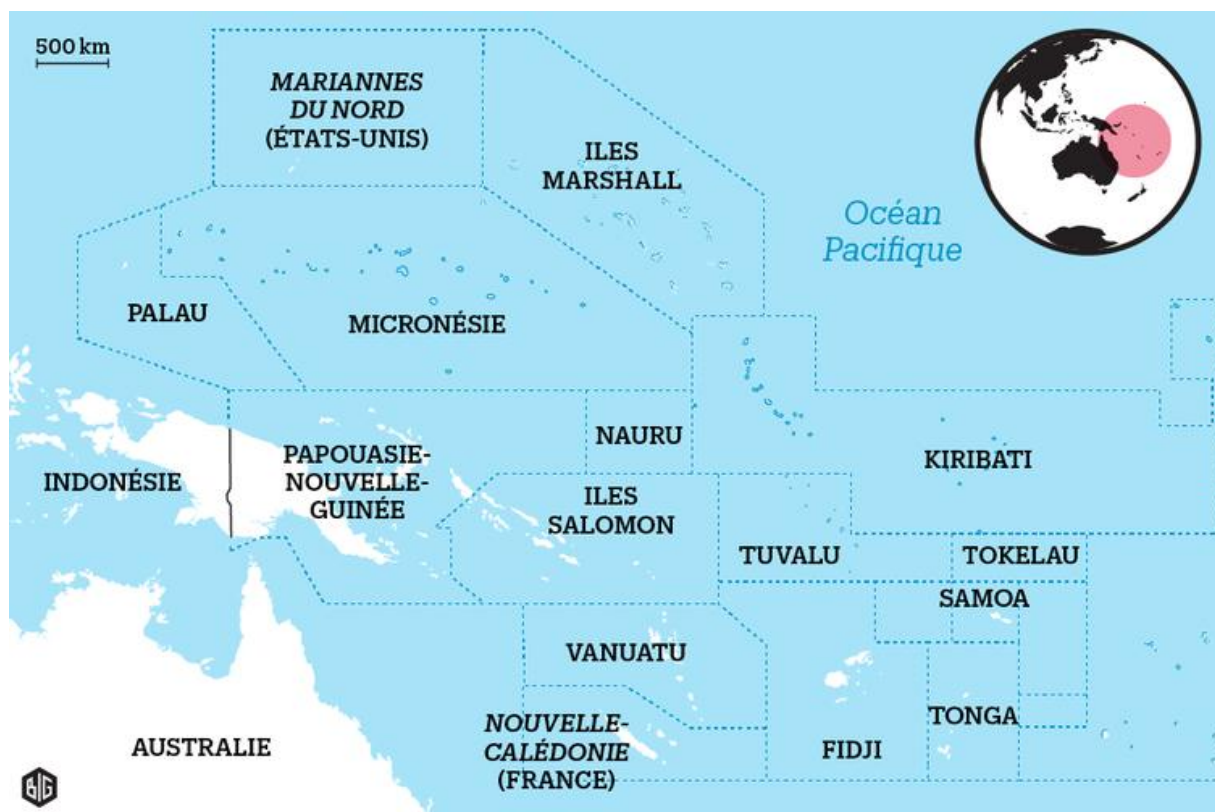 500 km
MARIANNES
DU NORD
(ÉTATS-UNIS)
ILES
MARSHALL
Océan
Pacifique
PALAU
MICRONÉSIE
NAURU
PAPOUASIE-
NOUVELLE-
GUINÉE
INDONÉSIE
KIRIBATI
ILES
SALOMON
TUVALU
TOKELAU
SAMOA
VANUATU
NOUVELLE-
CALÉDONIE
(FRANCE)
TONGA
FIDJI
AUSTRALIE
BIG